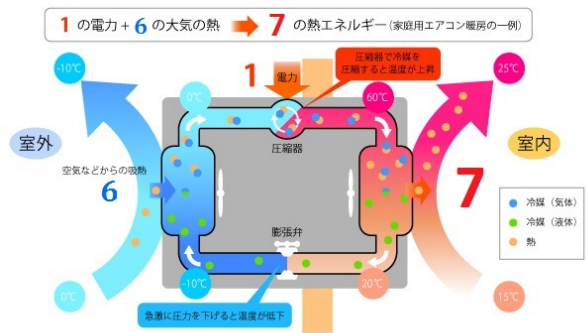 1 の電力 + 6 の大気の熱 → 7 の熱エネルギー (家庭用エアコン暖房の一例)
-10℃
0℃
1
電力
圧縮器で冷媒を
圧縮すると温度が上昇
60℃
25℃
室外
圧縮器
室内
空気などからの吸熱
6
7
冷媒（気体）
冷媒（液体）
熱
膨張弁
0℃
-10℃
20℃
15℃
急激に圧力を下げると温度が低下